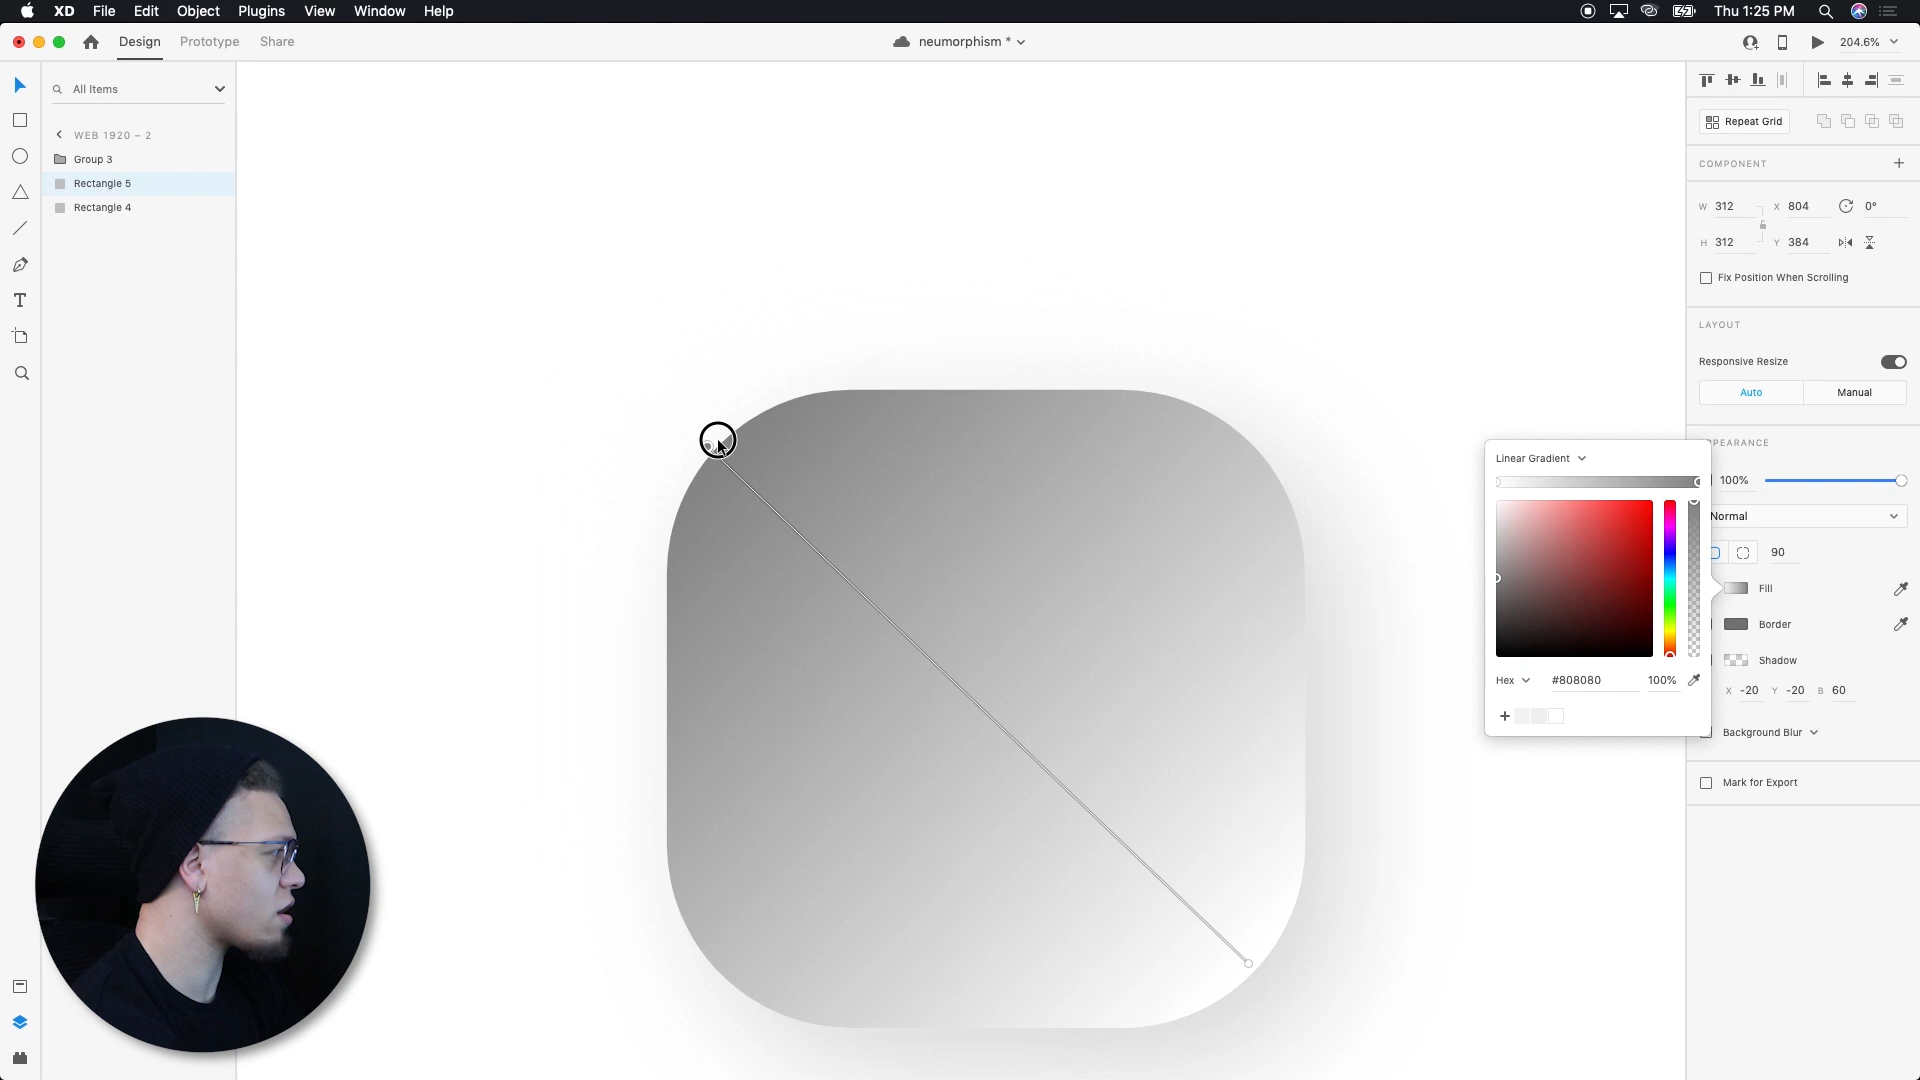 XD File Edit Object Plugins View Window Help
Thu 1:25 PM
Design Prototype Share
neumorphism *
204.6%
All Items
WEB 1920 – 2
Group 3
Rectangle 5
Rectangle 4
Repeat Grid
COMPONENT
W 312 X 804 0°
H 312 Y 384
Fix Position When Scrolling
LAYOUT
Responsive Resize
Auto Manual
PPEARANCE
Linear Gradient
100%
Normal
90
Fill
Border
Shadow
Hex #808080 100%
X -20 Y -20 B 60
Background Blur
Mark for Export